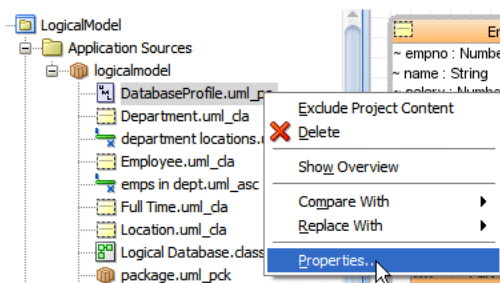 LogicalModel
Application Sources
logicalmodel
DatabaseProfile.uml_
Department.uml_cla
department locations.
Employee.uml_cla
emps in dept.uml_asc
Full Time.uml_cla
Location.uml_cla
Logical Database.class
package.uml_pck
Exclude Project Content
Delete
Show Overview
Compare With
Replace With
Properties...
~ empno : Numbe
~ name : String